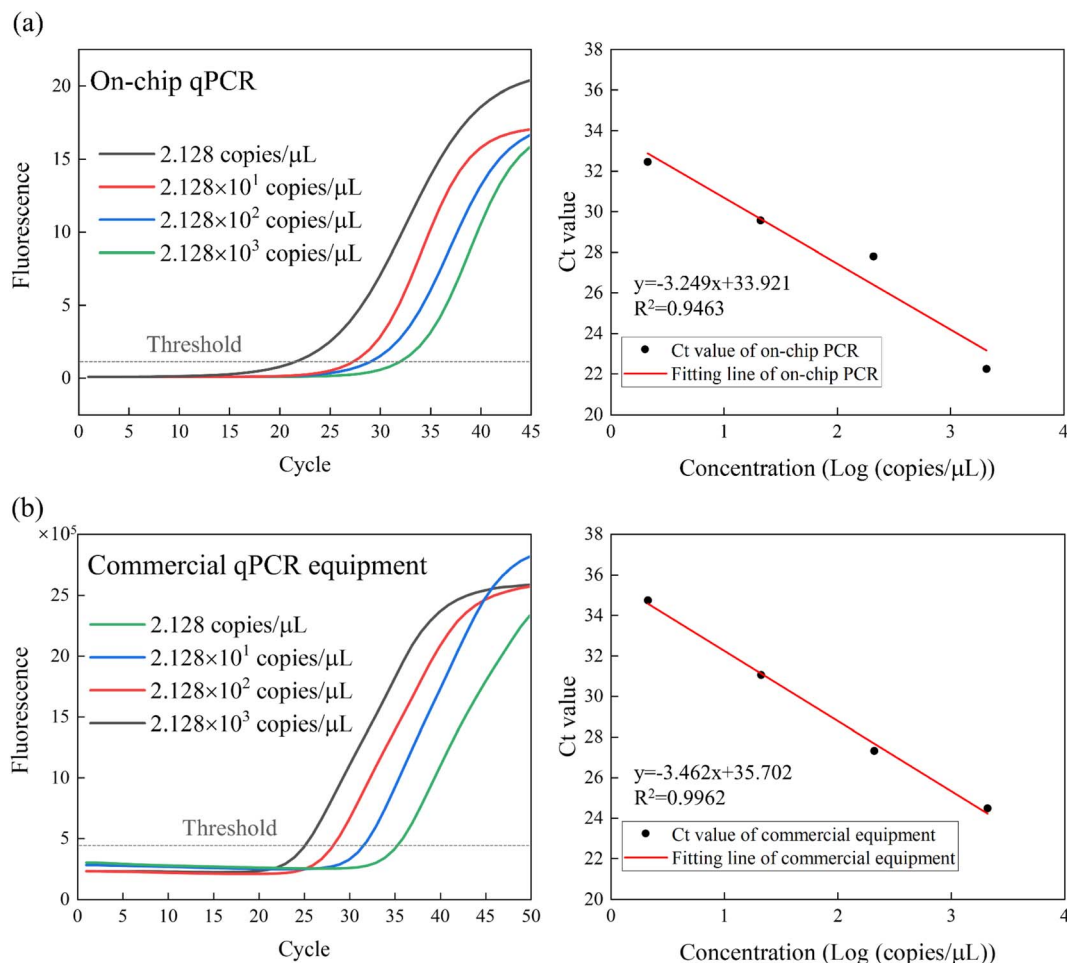 (a)
On-chip qPCR
2.128 copies/μL
2.128×10¹ copies/μL
2.128×10² copies/μL
2.128×10³ copies/μL
Threshold
Fluorescence
20
15
10
5
0
0 5 10 15 20 25 30 35 40 45
Cycle
38
36
34
32
30
28
26
24
22
20
Ct value
y=-3.249x+33.921
R²=0.9463
Ct value of on-chip PCR
Fitting line of on-chip PCR
0 1 2 3 4
Concentration (Log (copies/μL))
(b)
×10⁵
Commercial qPCR equipment
2.128 copies/μL
2.128×10¹ copies/μL
2.128×10² copies/μL
2.128×10³ copies/μL
Threshold
Fluorescence
25
20
15
10
5
0
0 5 10 15 20 25 30 35 40 45 50
Cycle
38
36
34
32
30
28
26
24
22
20
Ct value
y=-3.462x+35.702
R²=0.9962
Ct value of commercial equipment
Fitting line of commercial equipment
0 1 2 3 4
Concentration (Log (copies/μL))